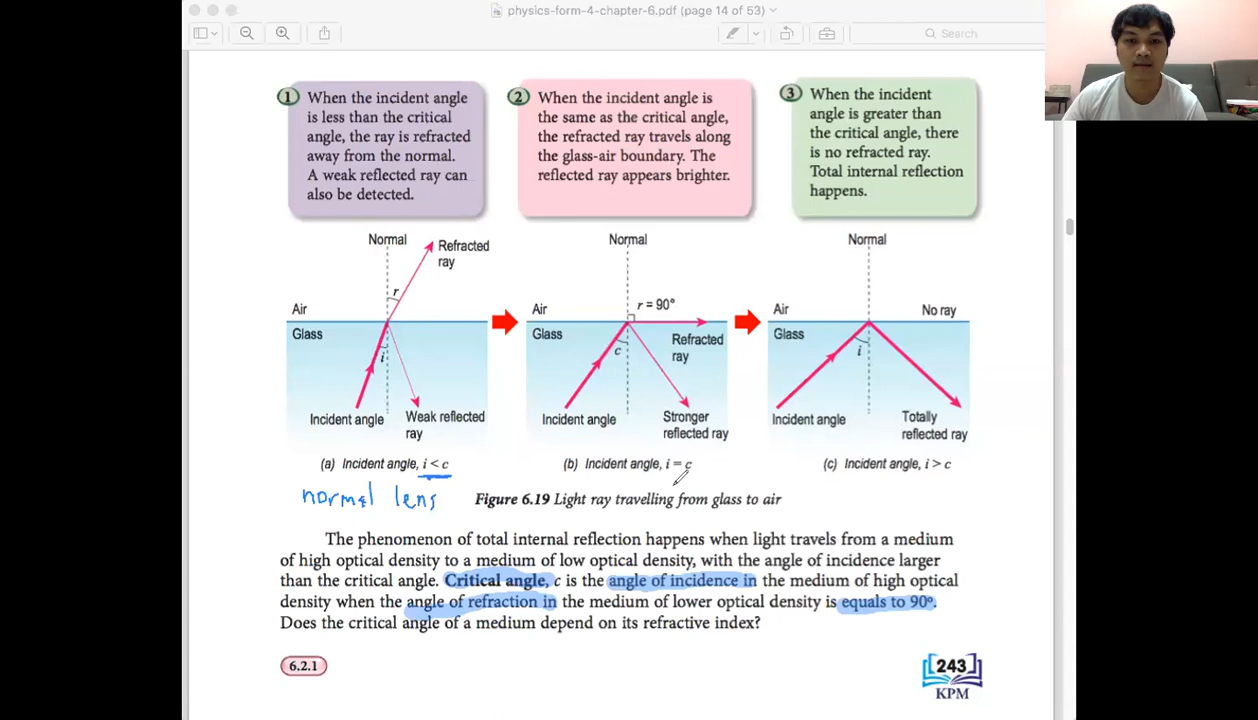 physics-form-4-chapter-6.pdf (page 14 of 53)
Search
1
When the incident angle
is less than the critical
angle, the ray is refracted
away from the normal.
A weak reflected ray can
also be detected.
2
When the incident angle is
the same as the critical angle,
the refracted ray travels along
the glass-air boundary. The
reflected ray appears brighter.
3
When the incident
angle is greater than
the critical angle, there
is no refracted ray.
Total internal reflection
happens.
Normal
Refracted
ray
r
Air
Glass
i
Incident angle
Weak reflected
ray
(a) Incident angle, i < c
Normal
r = 90°
Air
Glass
c
Refracted
ray
Incident angle
Stronger
reflected ray
(b) Incident angle, i = c
Normal
Air
No ray
Glass
i
Incident angle
Totally
reflected ray
(c) Incident angle, i > c
normal lens
Figure 6.19 Light ray travelling from glass to air
The phenomenon of total internal reflection happens when light travels from a medium
of high optical density to a medium of low optical density, with the angle of incidence larger
than the critical angle. Critical angle, c is the angle of incidence in the medium of high optical
density when the angle of refraction in the medium of lower optical density is equals to 90°.
Does the critical angle of a medium depend on its refractive index?
6.2.1
243
KPM